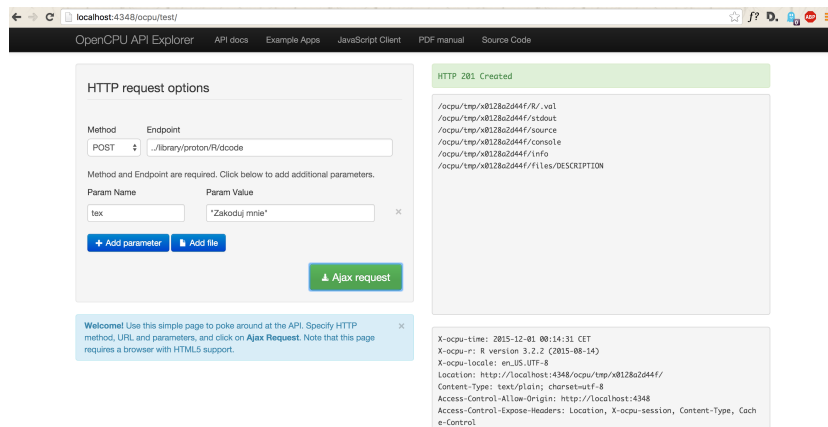 localhost:4348/ocpu/test/
f? D. ABP
OpenCPU API Explorer API docs Example Apps JavaScript Client PDF manual Source Code
HTTP request options
Method Endpoint
POST ../library/proton/R/dcode
Method and Endpoint are required. Click below to add additional parameters.
Param Name Param Value
tex "Zakoduj mnie" ×
+ Add parameter Add file
Ajax request
Welcome! Use this simple page to poke around at the API. Specify HTTP ×
method, URL and parameters, and click on Ajax Request. Note that this page
requires a browser with HTML5 support.
HTTP 201 Created
/ocpu/tmp/x0128a2d44f/R/.val
/ocpu/tmp/x0128a2d44f/stdout
/ocpu/tmp/x0128a2d44f/source
/ocpu/tmp/x0128a2d44f/console
/ocpu/tmp/x0128a2d44f/info
/ocpu/tmp/x0128a2d44f/files/DESCRIPTION
X-ocpu-time: 2015-12-01 00:14:31 CET
X-ocpu-r: R version 3.2.2 (2015-08-14)
X-ocpu-locale: en_US.UTF-8
Location: http://localhost:4348/ocpu/tmp/x0128a2d44f/
Content-Type: text/plain; charset=utf-8
Access-Control-Allow-Origin: http://localhost:4348
Access-Control-Expose-Headers: Location, X-ocpu-session, Content-Type, Cach
e-Control